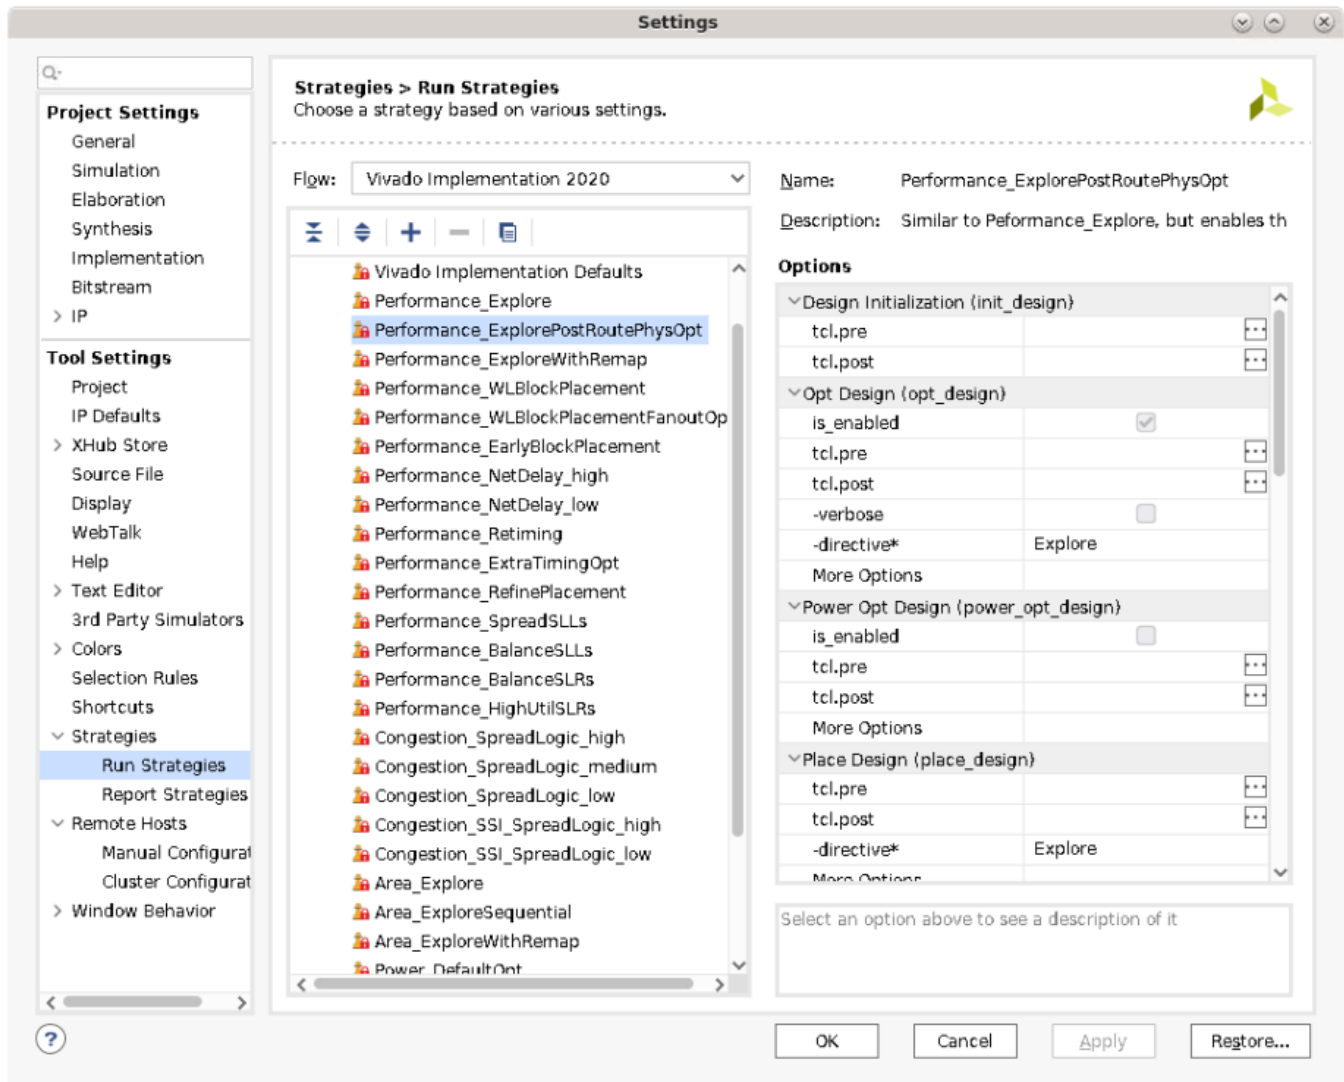 Settings
Project Settings
General
Simulation
Elaboration
Synthesis
Implementation
Bitstream
IP
Tool Settings
Project
IP Defaults
XHub Store
Source File
Display
WebTalk
Help
Text Editor
3rd Party Simulators
Colors
Selection Rules
Shortcuts
Strategies
Run Strategies
Report Strategies
Remote Hosts
Manual Configurat
Cluster Configurat
Window Behavior
Strategies > Run Strategies
Choose a strategy based on various settings.
Flow: Vivado Implementation 2020
Vivado Implementation Defaults
Performance_Explore
Performance_ExplorePostRoutePhysOpt
Performance_ExploreWithRemap
Performance_WLBlockPlacement
Performance_WLBlockPlacementFanoutOp
Performance_EarlyBlockPlacement
Performance_NetDelay_high
Performance_NetDelay_low
Performance_Retiming
Performance_ExtraTimingOpt
Performance_RefinePlacement
Performance_SpreadSLLs
Performance_BalanceSLLs
Performance_BalanceSLRs
Performance_HighUtilSLRs
Congestion_SpreadLogic_high
Congestion_SpreadLogic_medium
Congestion_SpreadLogic_low
Congestion_SSI_SpreadLogic_high
Congestion_SSI_SpreadLogic_low
Area_Explore
Area_ExploreSequential
Area_ExploreWithRemap
Power_DefaultOpt
Name: Performance_ExplorePostRoutePhysOpt
Description: Similar to Peformance_Explore, but enables th
Options
Design Initialization (init_design)
tcl.pre
tcl.post
Opt Design (opt_design)
is_enabled
tcl.pre
tcl.post
-verbose
-directive* Explore
More Options
Power Opt Design (power_opt_design)
is_enabled
tcl.pre
tcl.post
More Options
Place Design (place_design)
tcl.pre
tcl.post
-directive* Explore
More Options
Select an option above to see a description of it
? OK Cancel Apply Restore...